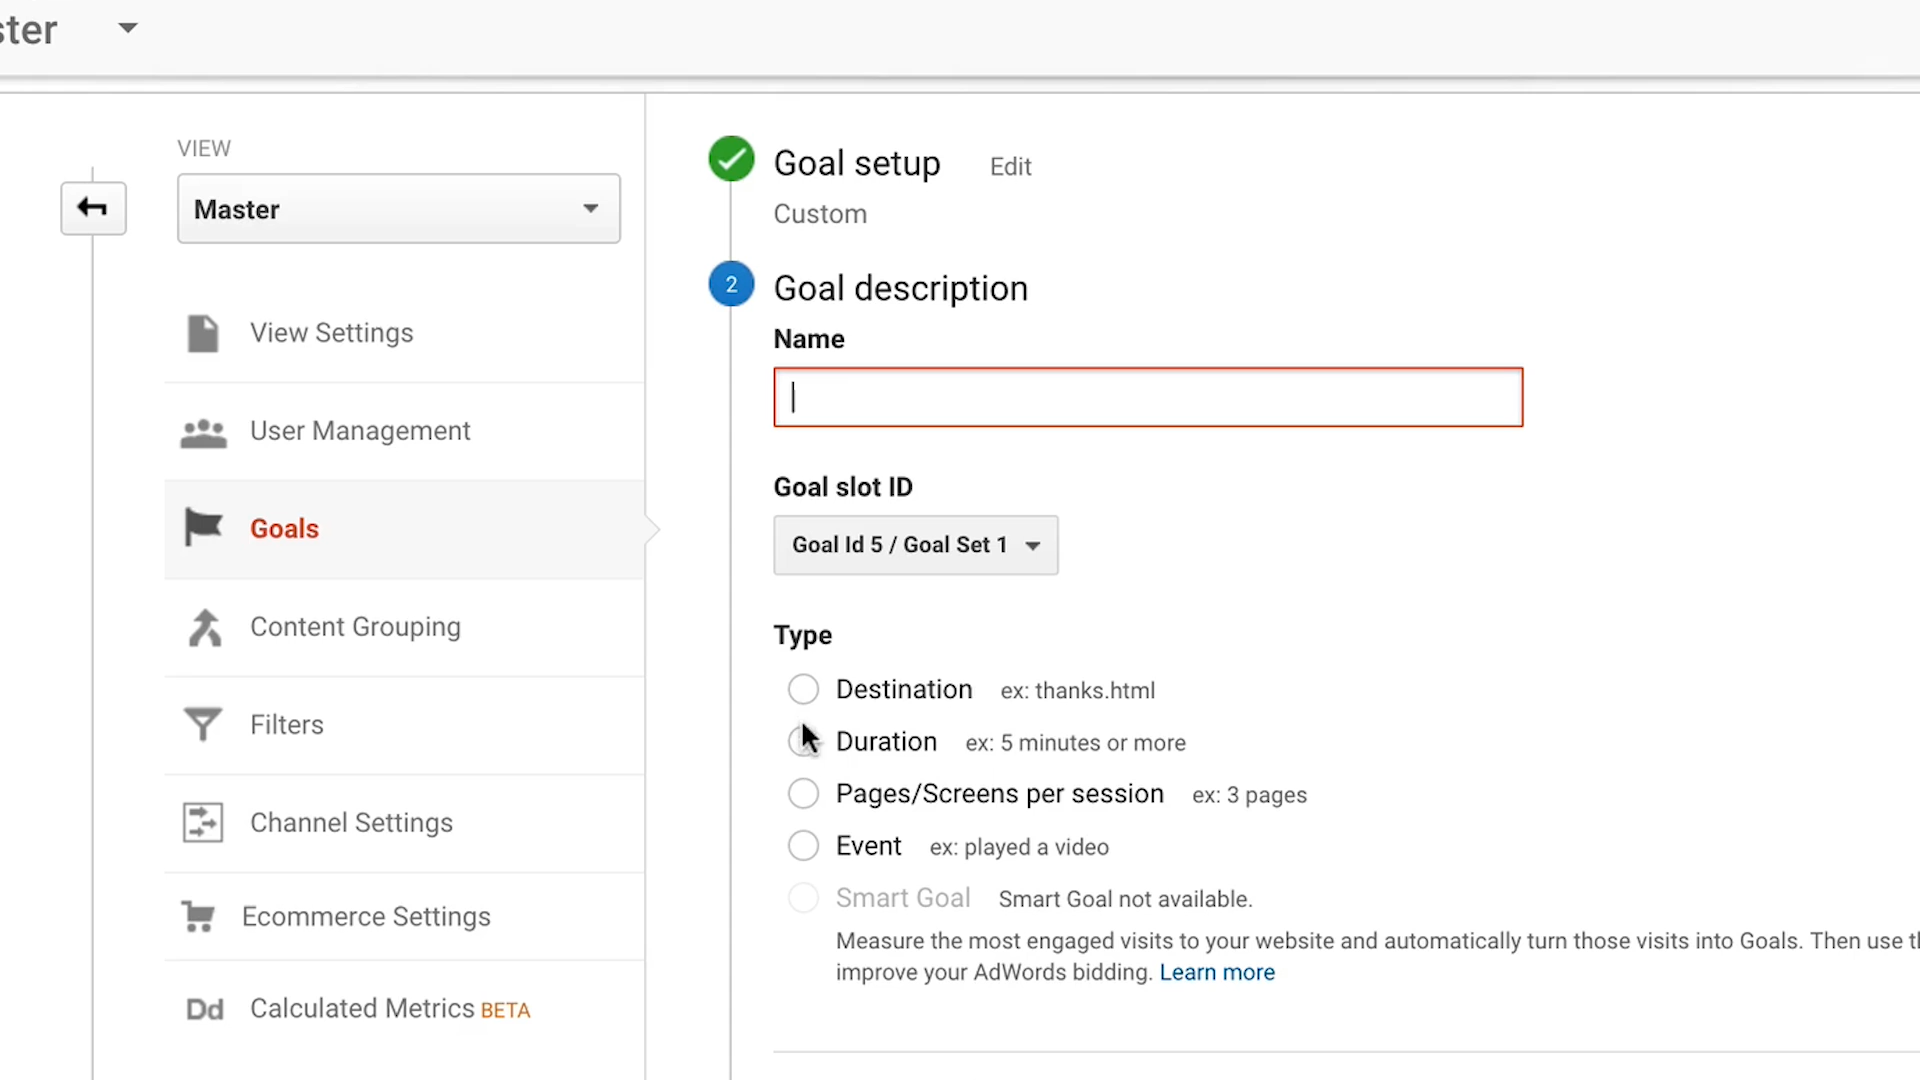 ster
VIEW
Master
View Settings
User Management
Goals
Content Grouping
Filters
Channel Settings
Ecommerce Settings
Dd Calculated Metrics BETA
Goal setup Edit
Custom
2 Goal description
Name
Goal slot ID
Goal Id 5 / Goal Set 1
Type
Destination ex: thanks.html
Duration ex: 5 minutes or more
Pages/Screens per session ex: 3 pages
Event ex: played a video
Smart Goal Smart Goal not available.
Measure the most engaged visits to your website and automatically turn those visits into Goals. Then use
improve your AdWords bidding. Learn more